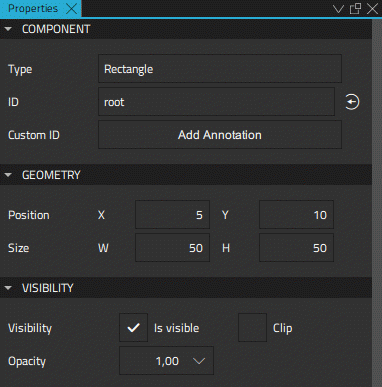 Properties
COMPONENT
Type Rectangle
ID root
Custom ID Add Annotation
GEOMETRY
Position X 5 Y 10
Size W 50 H 50
VISIBILITY
Visibility Is visible Clip
Opacity 1,00